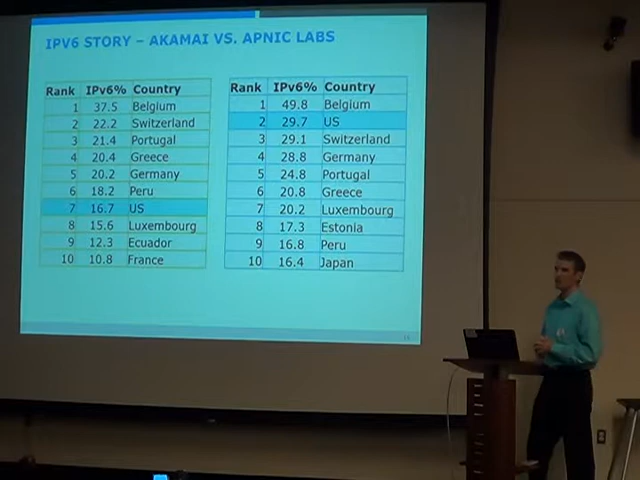 IPV6 STORY – AKAMAI VS. APNIC LABS
Rank IPv6% Country
1 37.5 Belgium
2 22.2 Switzerland
3 21.4 Portugal
4 20.4 Greece
5 20.2 Germany
6 18.2 Peru
7 16.7 US
8 15.6 Luxembourg
9 12.3 Ecuador
10 10.8 France
Rank IPv6% Country
1 49.8 Belgium
2 29.7 US
3 29.1 Switzerland
4 28.8 Germany
5 24.8 Portugal
6 20.8 Greece
7 20.2 Luxembourg
8 17.3 Estonia
9 16.8 Peru
10 16.4 Japan